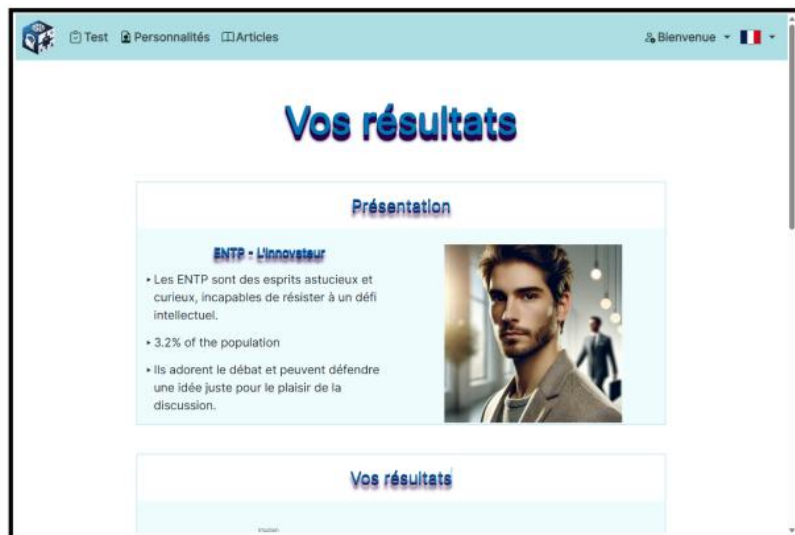 Test Personnalités Articles Bienvenue
Vos résultats
Présentation
ENTP - L'innovateur
‣ Les ENTP sont des esprits astucieux et
curieux, incapables de résister à un défi
intellectuel.
‣ 3.2% of the population
‣ Ils adorent le débat et peuvent défendre
une idée juste pour le plaisir de la
discussion.
Vos résultats